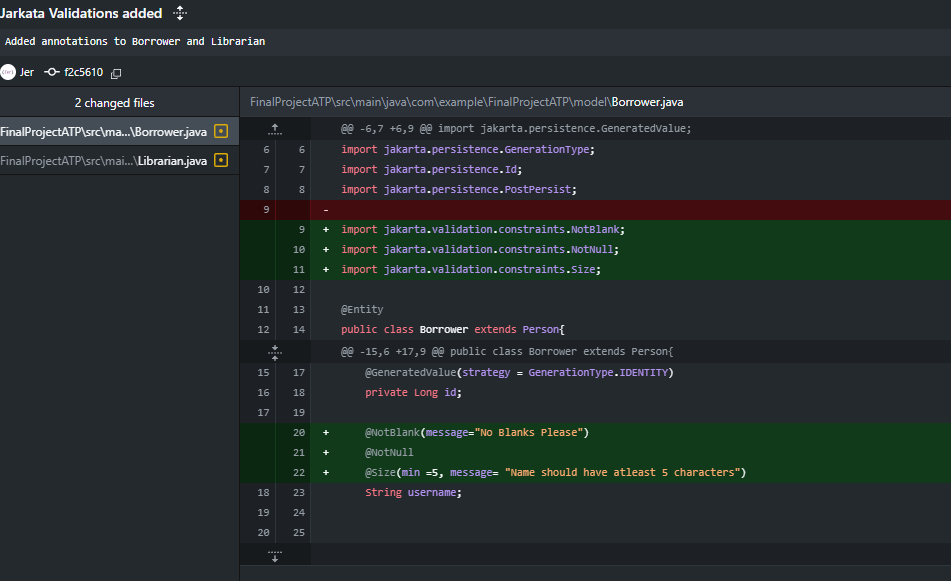 Jarkata Validations added
Added annotations to Borrower and Librarian
Jer f2c5610
2 changed files
FinalProjectATP\src\ma...\Borrower.java
FinalProjectATP\src\mai...\Librarian.java
FinalProjectATP\src\main\java\com\example\FinalProjectATP\model\Borrower.java
@@ -6,7 +6,9 @@ import jakarta.persistence.GeneratedValue;
6 6 import jakarta.persistence.GenerationType;
7 7 import jakarta.persistence.Id;
8 8 import jakarta.persistence.PostPersist;
9 -
9 + import jakarta.validation.constraints.NotBlank;
10 + import jakarta.validation.constraints.NotNull;
11 + import jakarta.validation.constraints.Size;
10 12
11 13 @Entity
12 14 public class Borrower extends Person{
@@ -15,6 +17,9 @@ public class Borrower extends Person{
15 17 @GeneratedValue(strategy = GenerationType.IDENTITY)
16 18 private Long id;
17 19
20 + @NotBlank(message="No Blanks Please")
21 + @NotNull
22 + @Size(min =5, message= "Name should have atleast 5 characters")
18 23 String username;
19 24
20 25